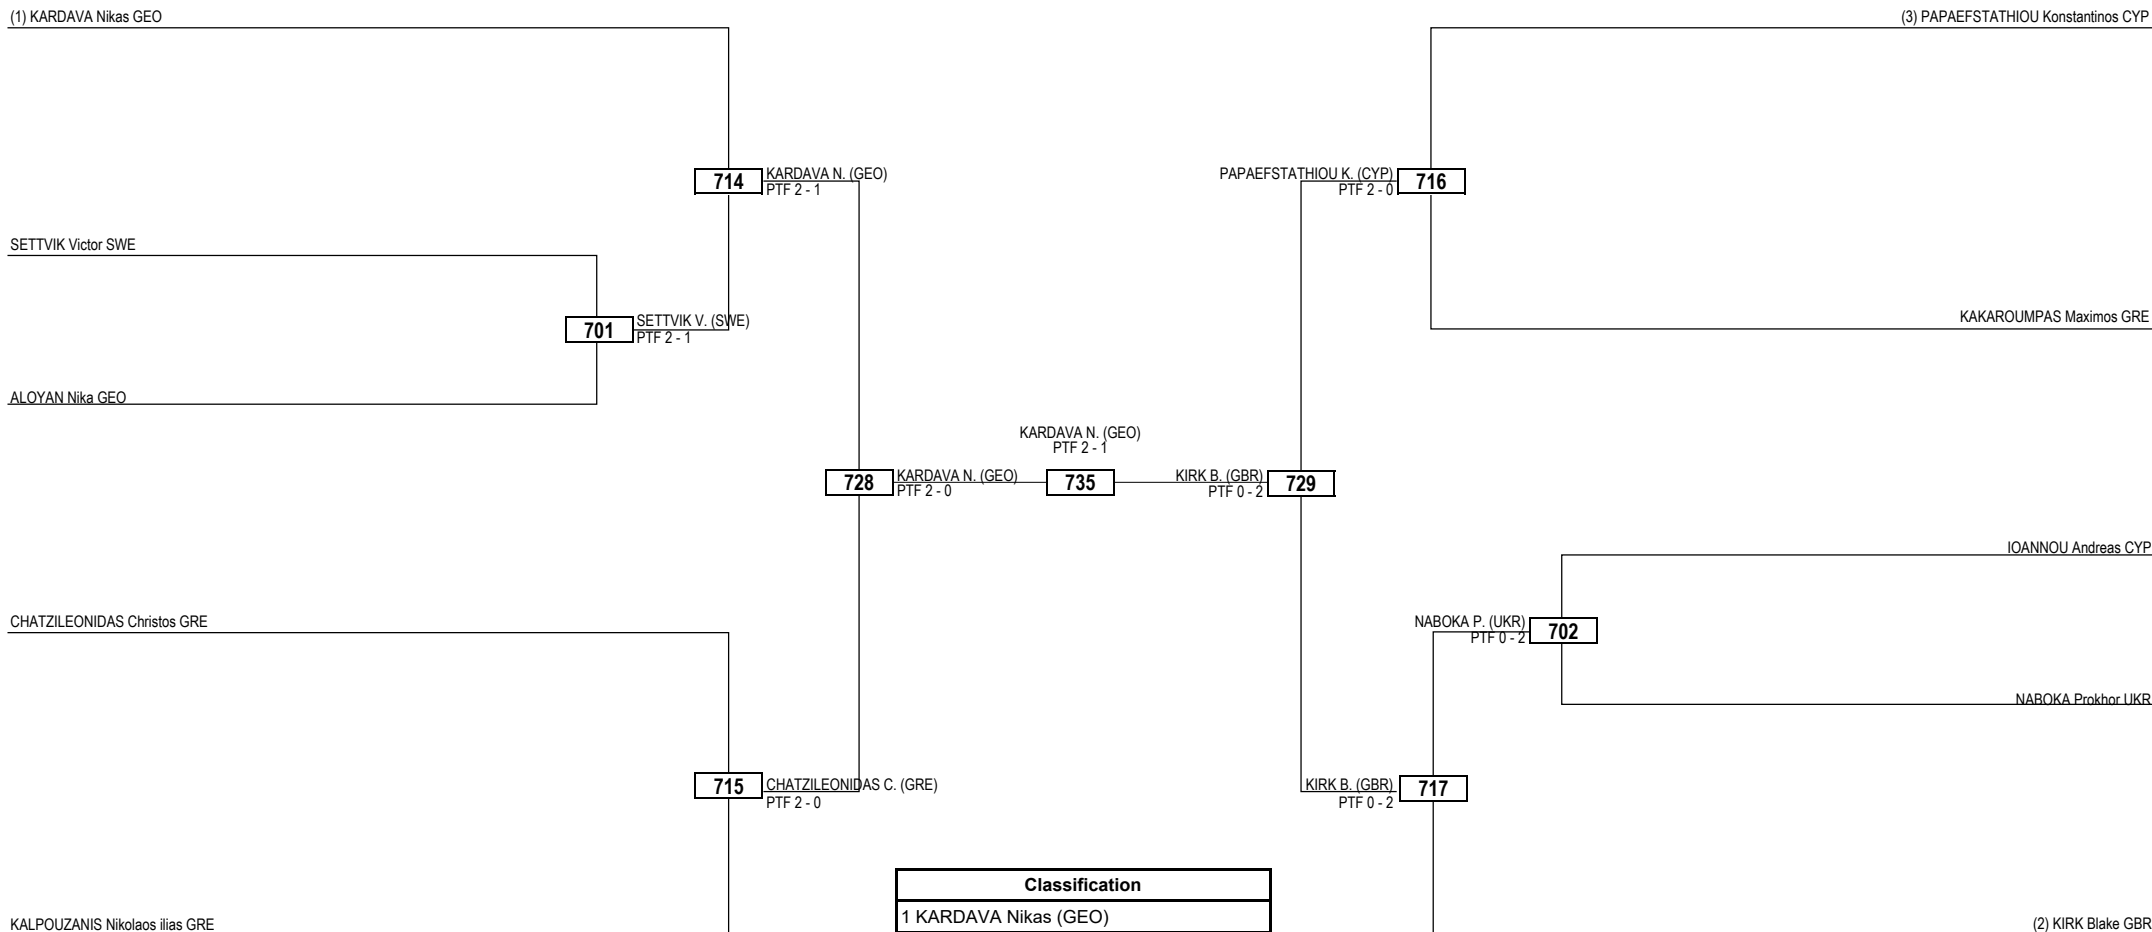 (1) KARDAVA Nikas GEO
(3) PAPAEFSTATHIOU Konstantinos CYP
714
KARDAVA N. (GEO)
PTF 2 - 1
PAPAEFSTATHIOU K. (CYP)
PTF 2 - 0
716
SETTVIK Victor SWE
701
SETTVIK V. (SWE)
PTF 2 - 1
KAKAROUMPAS Maximos GRE
ALOYAN Nika GEO
KARDAVA N. (GEO)
PTF 2 - 1
728
KARDAVA N. (GEO)
PTF 2 - 0
735
KIRK B. (GBR)
PTF 0 - 2
729
IOANNOU Andreas CYP
CHATZILEONIDAS Christos GRE
NABOKA P. (UKR)
PTF 0 - 2
702
NABOKA Prokhor UKR
715
CHATZILEONIDAS C. (GRE)
PTF 2 - 0
KIRK B. (GBR)
PTF 0 - 2
717
Classification
1 KARDAVA Nikas (GEO)
KALPOUZANIS Nikolaos ilias GRE
(2) KIRK Blake GBR